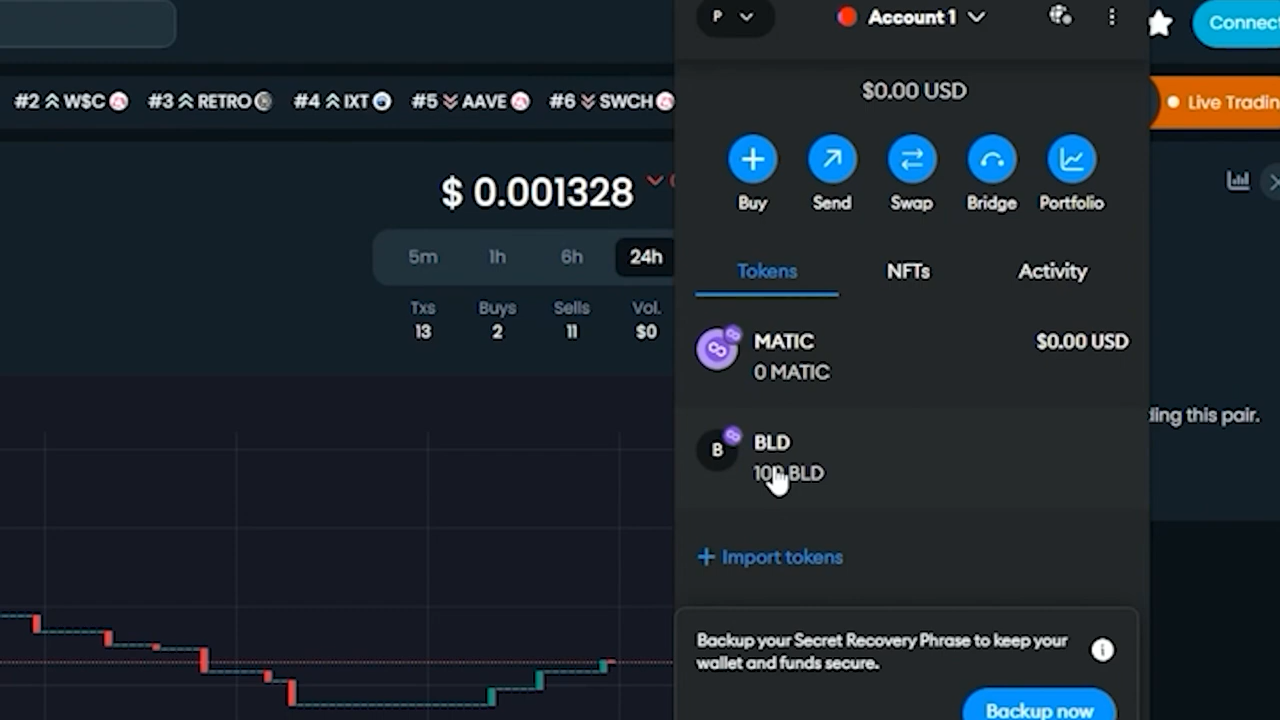 P
Account 1
Connect
#2 W$C #3 RETRO #4 IXT #5 AAVE #6 SWCH
$0.00 USD
Live Tradin
$ 0.001328
Buy Send Swap Bridge Portfolio
5m 1h 6h 24h
Tokens NFTs Activity
Txs Buys Sells Vol.
13 2 11 $0
MATIC $0.00 USD
0 MATIC
ding this pair.
B BLD
100 BLD
+ Import tokens
Backup your Secret Recovery Phrase to keep your
wallet and funds secure.
Backup now